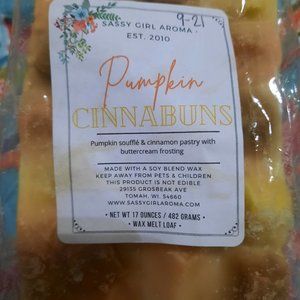 9-21
SASSY GIRL AROMA
EST. 2010
Pumpkin
CINNABUNS
Pumpkin soufflé & cinnamon pastry with
buttercream frosting
MADE WITH A SOY BLEND WAX
KEEP AWAY FROM PETS & CHILDREN
THIS PRODUCT IS NOT EDIBLE
29135 GROSBEAK AVE
TOMAH, WI. 54660
WWW.SASSYGIRLAROMA.COM
• NET WT 17 OUNCES / 482 GRAMS •
• WAX MELT LOAF •